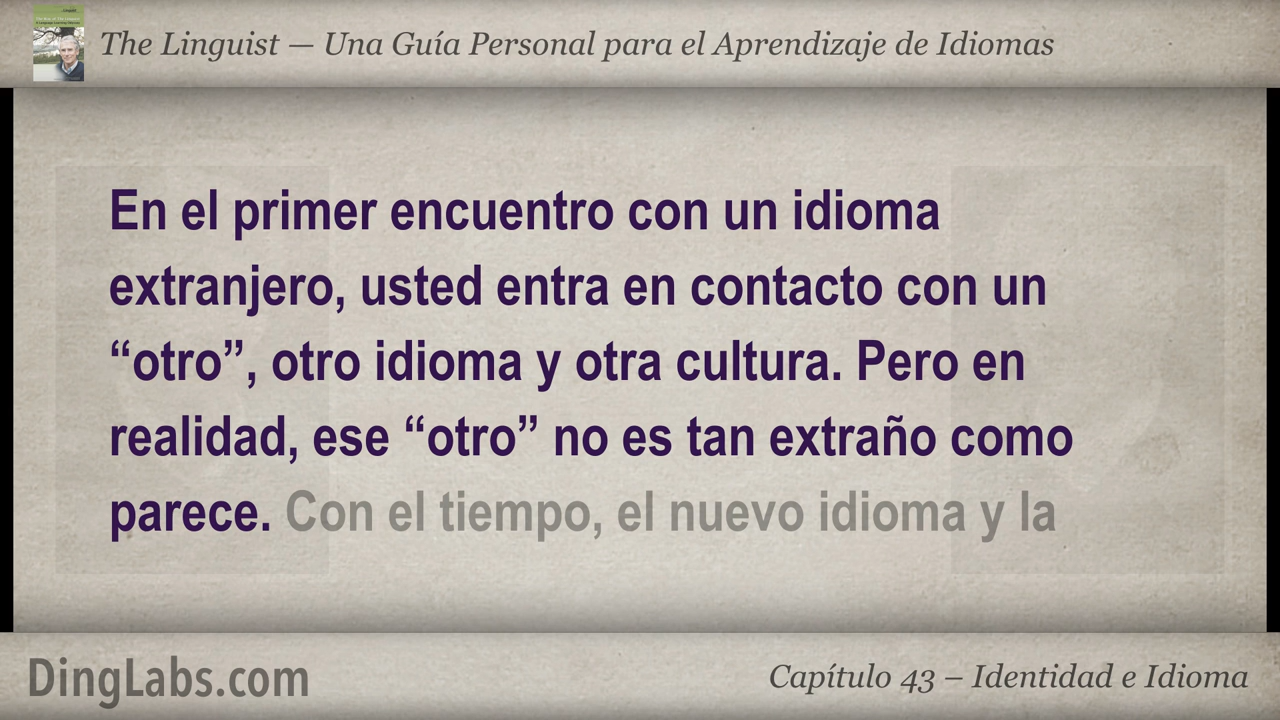 The Linguist — Una Guía Personal para el Aprendizaje de Idiomas
En el primer encuentro con un idioma
extranjero, usted entra en contacto con un
“otro”, otro idioma y otra cultura. Pero en
realidad, ese “otro” no es tan extraño como
parece. Con el tiempo, el nuevo idioma y la
DingLabs.com
Capítulo 43 – Identidad e Idioma